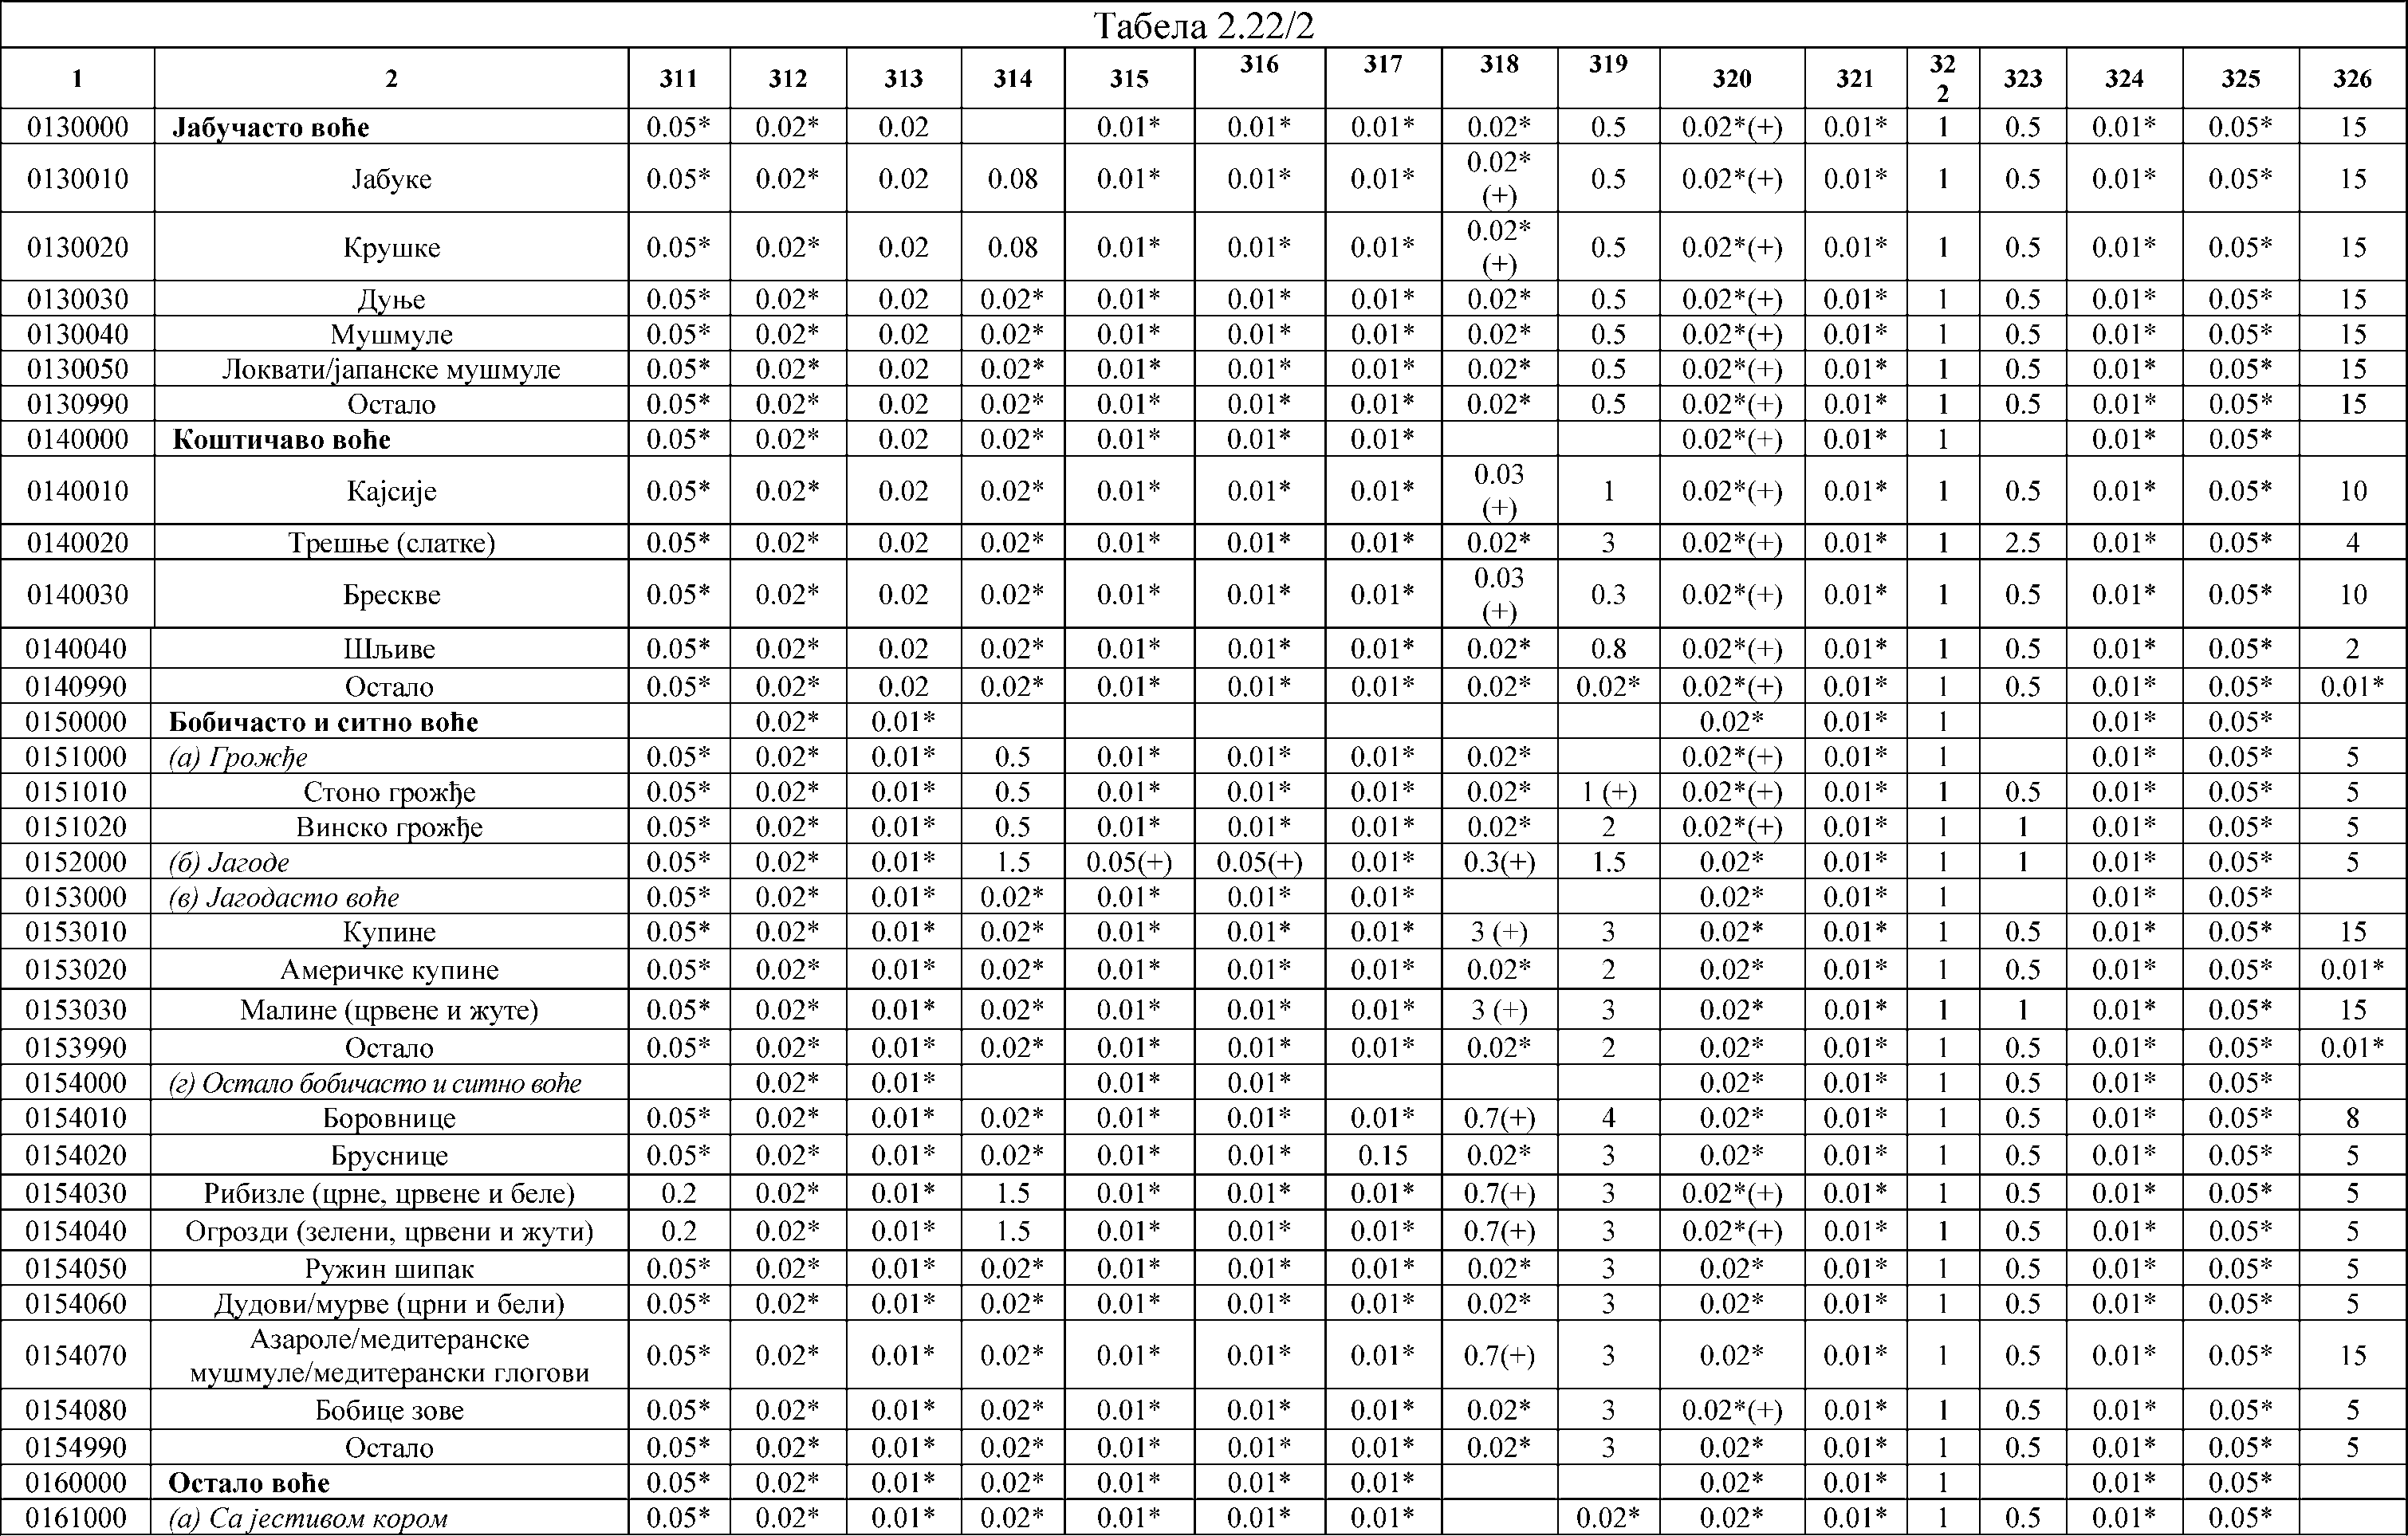 Табела 2.22/2
1 2 311 312 313 314 315 316 317 318 319 320 321 322 323 324 325 326
0130000 Јабучасто воће 0.05* 0.02* 0.02 0.01* 0.01* 0.01* 0.02* 0.5 0.02*(+) 0.01* 1 0.5 0.01* 0.05* 15
0130010 Јабуке 0.05* 0.02* 0.02 0.08 0.01* 0.01* 0.01* 0.02* (+) 0.5 0.02*(+) 0.01* 1 0.5 0.01* 0.05* 15
0130020 Крушке 0.05* 0.02* 0.02 0.08 0.01* 0.01* 0.01* 0.02* (+) 0.5 0.02*(+) 0.01* 1 0.5 0.01* 0.05* 15
0130030 Дуње 0.05* 0.02* 0.02 0.02* 0.01* 0.01* 0.01* 0.02* 0.5 0.02*(+) 0.01* 1 0.5 0.01* 0.05* 15
0130040 Мушмуле 0.05* 0.02* 0.02 0.02* 0.01* 0.01* 0.01* 0.02* 0.5 0.02*(+) 0.01* 1 0.5 0.01* 0.05* 15
0130050 Локвати/јапанске мушмуле 0.05* 0.02* 0.02 0.02* 0.01* 0.01* 0.01* 0.02* 0.5 0.02*(+) 0.01* 1 0.5 0.01* 0.05* 15
0130990 Остало 0.05* 0.02* 0.02 0.02* 0.01* 0.01* 0.01* 0.02* 0.5 0.02*(+) 0.01* 1 0.5 0.01* 0.05* 15
0140000 Коштичаво воће 0.05* 0.02* 0.02 0.02* 0.01* 0.01* 0.01* 0.02*(+) 0.01* 1 0.01* 0.05*
0140010 Кајсије 0.05* 0.02* 0.02 0.02* 0.01* 0.01* 0.01* 0.03 (+) 1 0.02*(+) 0.01* 1 0.5 0.01* 0.05* 10
0140020 Трешње (слатке) 0.05* 0.02* 0.02 0.02* 0.01* 0.01* 0.01* 0.02* 3 0.02*(+) 0.01* 1 2.5 0.01* 0.05* 4
0140030 Брескве 0.05* 0.02* 0.02 0.02* 0.01* 0.01* 0.01* 0.03 (+) 0.3 0.02*(+) 0.01* 1 0.5 0.01* 0.05* 10
0140040 Шљиве 0.05* 0.02* 0.02 0.02* 0.01* 0.01* 0.01* 0.02* 0.8 0.02*(+) 0.01* 1 0.5 0.01* 0.05* 2
0140990 Остало 0.05* 0.02* 0.02 0.02* 0.01* 0.01* 0.01* 0.02* 0.02* 0.02*(+) 0.01* 1 0.5 0.01* 0.05* 0.01*
0150000 Бобичасто и ситно воће 0.02* 0.01* 0.02* 0.01* 1 0.01* 0.05*
0151000 (а) Грожђе 0.05* 0.02* 0.01* 0.5 0.01* 0.01* 0.01* 0.02* 0.02*(+) 0.01* 1 0.01* 0.05* 5
0151010 Стоно грожђе 0.05* 0.02* 0.01* 0.5 0.01* 0.01* 0.01* 0.02* 1 (+) 0.02*(+) 0.01* 1 0.5 0.01* 0.05* 5
0151020 Винско грожђе 0.05* 0.02* 0.01* 0.5 0.01* 0.01* 0.01* 0.02* 2 0.02*(+) 0.01* 1 1 0.01* 0.05* 5
0152000 (б) Јагоде 0.05* 0.02* 0.01* 1.5 0.05(+) 0.05(+) 0.01* 0.3(+) 1.5 0.02* 0.01* 1 1 0.01* 0.05* 5
0153000 (в) Јагодасто воће 0.05* 0.02* 0.01* 0.02* 0.01* 0.01* 0.01* 0.02* 0.01* 1 0.01* 0.05*
0153010 Купине 0.05* 0.02* 0.01* 0.02* 0.01* 0.01* 0.01* 3 (+) 3 0.02* 0.01* 1 0.5 0.01* 0.05* 15
0153020 Америчке купине 0.05* 0.02* 0.01* 0.02* 0.01* 0.01* 0.01* 0.02* 2 0.02* 0.01* 1 0.5 0.01* 0.05* 0.01*
0153030 Малине (црвене и жуте) 0.05* 0.02* 0.01* 0.02* 0.01* 0.01* 0.01* 3 (+) 3 0.02* 0.01* 1 1 0.01* 0.05* 15
0153990 Остало 0.05* 0.02* 0.01* 0.02* 0.01* 0.01* 0.01* 0.02* 2 0.02* 0.01* 1 0.5 0.01* 0.05* 0.01*
0154000 (г) Остало бобичасто и ситно воће 0.02* 0.01* 0.01* 0.01* 0.02* 0.01* 1 0.5 0.01* 0.05*
0154010 Боровнице 0.05* 0.02* 0.01* 0.02* 0.01* 0.01* 0.01* 0.7(+) 4 0.02* 0.01* 1 0.5 0.01* 0.05* 8
0154020 Бруснице 0.05* 0.02* 0.01* 0.02* 0.01* 0.01* 0.15 0.02* 3 0.02* 0.01* 1 0.5 0.01* 0.05* 5
0154030 Рибизле (црне, црвене и беле) 0.2 0.02* 0.01* 1.5 0.01* 0.01* 0.01* 0.7(+) 3 0.02*(+) 0.01* 1 0.5 0.01* 0.05* 5
0154040 Огрозди (зелени, црвени и жути) 0.2 0.02* 0.01* 1.5 0.01* 0.01* 0.01* 0.7(+) 3 0.02*(+) 0.01* 1 0.5 0.01* 0.05* 5
0154050 Ружин шипак 0.05* 0.02* 0.01* 0.02* 0.01* 0.01* 0.01* 0.02* 3 0.02* 0.01* 1 0.5 0.01* 0.05* 5
0154060 Дудови/мурве (црни и бели) 0.05* 0.02* 0.01* 0.02* 0.01* 0.01* 0.01* 0.02* 3 0.02* 0.01* 1 0.5 0.01* 0.05* 5
0154070 Азароле/медитеранске
мушмуле/медитерански глогови 0.05* 0.02* 0.01* 0.02* 0.01* 0.01* 0.01* 0.7(+) 3 0.02* 0.01* 1 0.5 0.01* 0.05* 15
0154080 Бобице зове 0.05* 0.02* 0.01* 0.02* 0.01* 0.01* 0.01* 0.02* 3 0.02*(+) 0.01* 1 0.5 0.01* 0.05* 5
0154990 Остало 0.05* 0.02* 0.01* 0.02* 0.01* 0.01* 0.01* 0.02* 3 0.02* 0.01* 1 0.5 0.01* 0.05* 5
0160000 Остало воће 0.05* 0.02* 0.01* 0.02* 0.01* 0.01* 0.01* 0.02* 0.01* 1 0.01* 0.05*
0161000 (а) Са јестивом кором 0.05* 0.02* 0.01* 0.02* 0.01* 0.01* 0.01* 0.02* 0.02* 0.01* 1 0.5 0.01* 0.05*